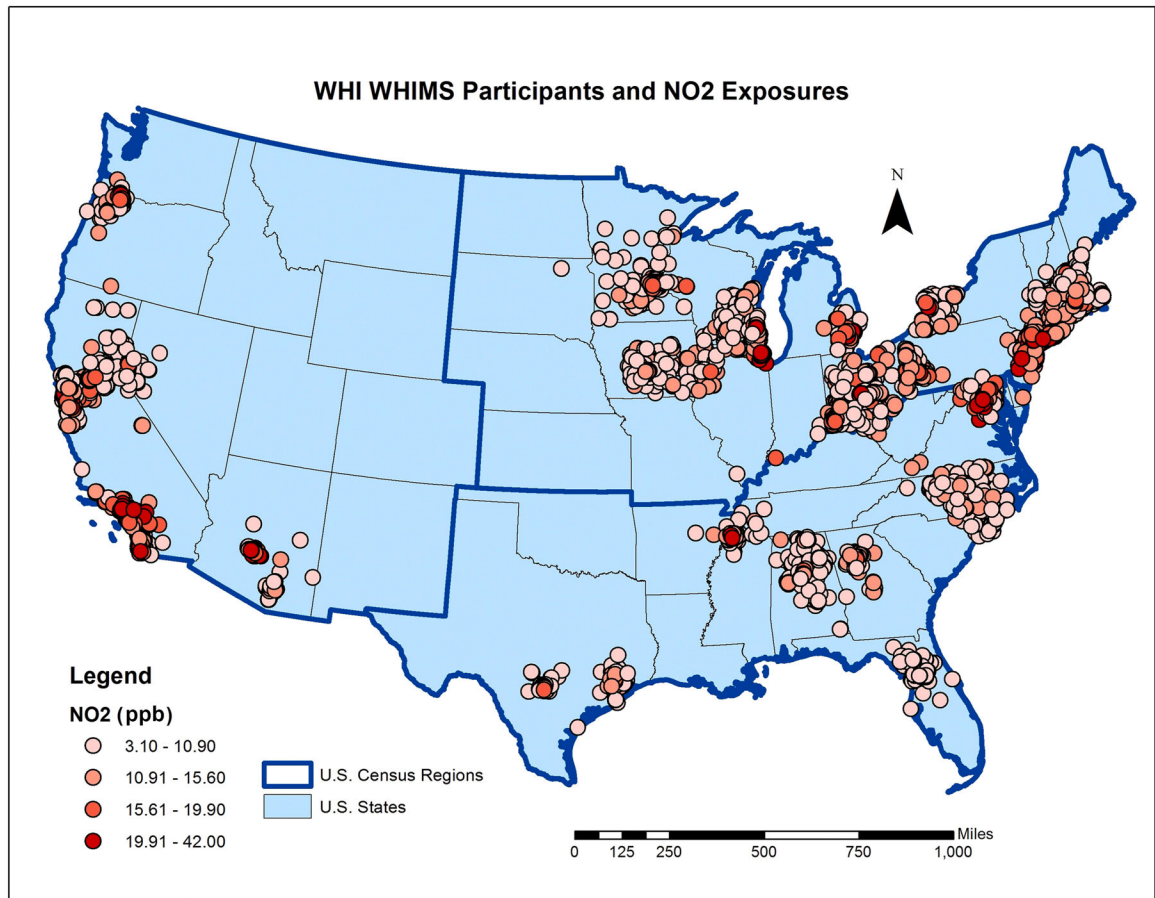 WHI WHIMS Participants and NO2 Exposures
N
Legend
NO2 (ppb)
3.10 - 10.90
10.91 - 15.60
15.61 - 19.90
19.91 - 42.00
U.S. Census Regions
U.S. States
Miles
0 125 250 500 750 1,000